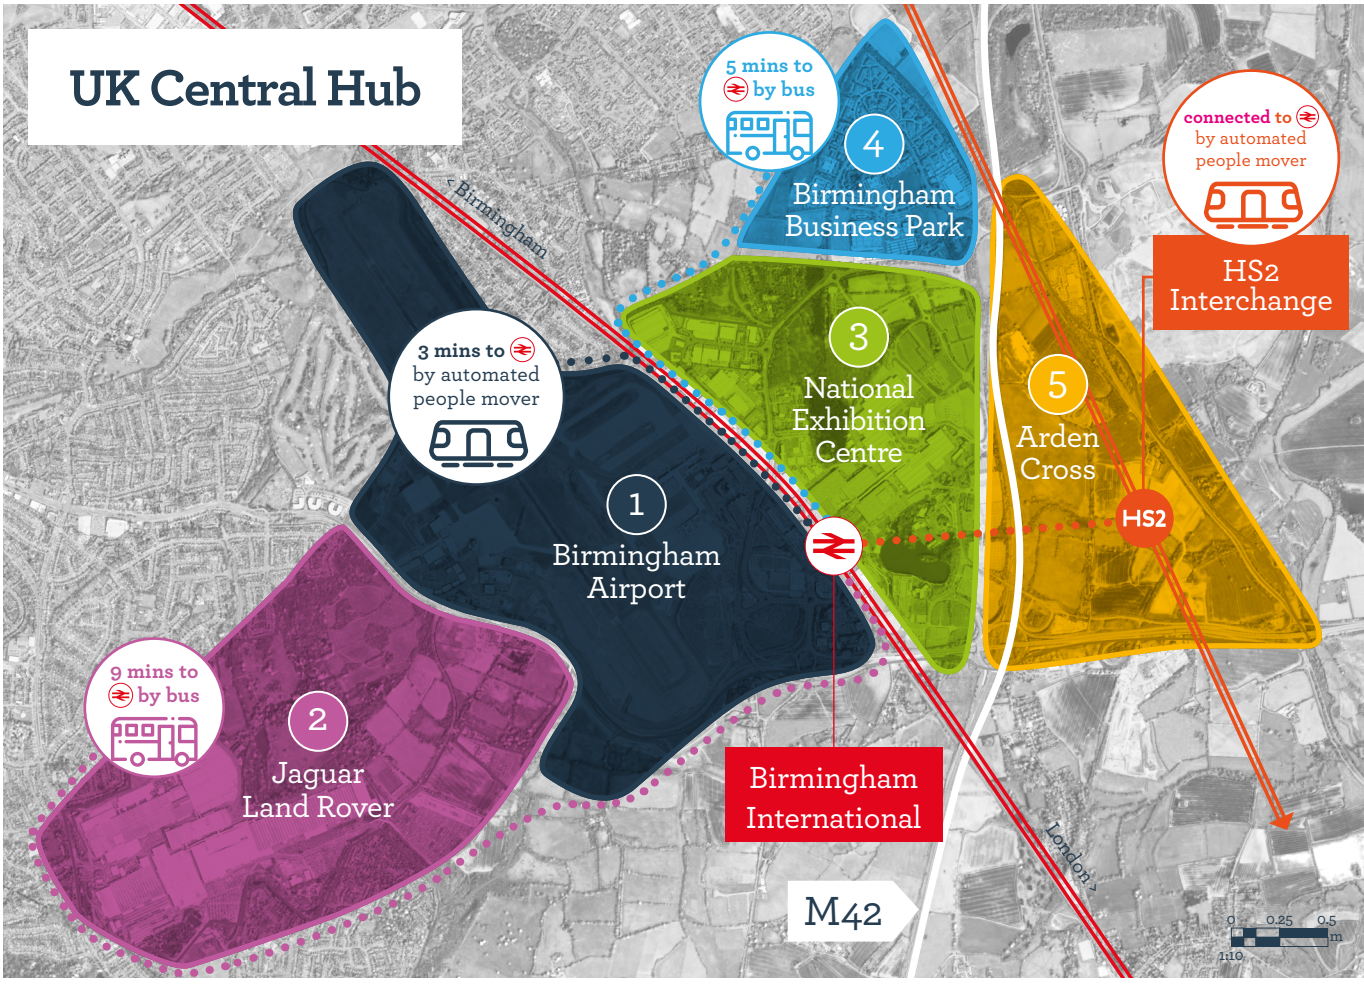 UK Central Hub
5 mins to
by bus
4
Birmingham
Business Park
connected to
by automated
people mover
HS2
Interchange
< Birmingham
3 mins to
by automated
people mover
3
National
Exhibition
Centre
5
Arden
Cross
1
Birmingham
Airport
HS2
9 mins to
by bus
2
Jaguar
Land Rover
Birmingham
International
London >
M42
0 0.25 0.5
m
1:10